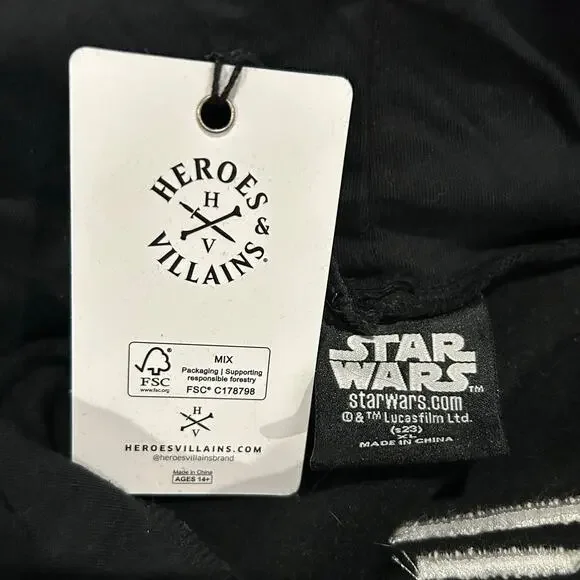 HEROES &
VILLAINS®
H
V
FSC
www.fsc.org
MIX
Packaging | Supporting
responsible forestry
FSC® C178798
H
V
HEROESVILLAINS.COM
@heroesvillainsbrand
Made in China
AGES 14+
STAR
WARS™
starwars.com
© & ™ Lucasfilm Ltd.
(s23)
XL
MADE IN CHINA